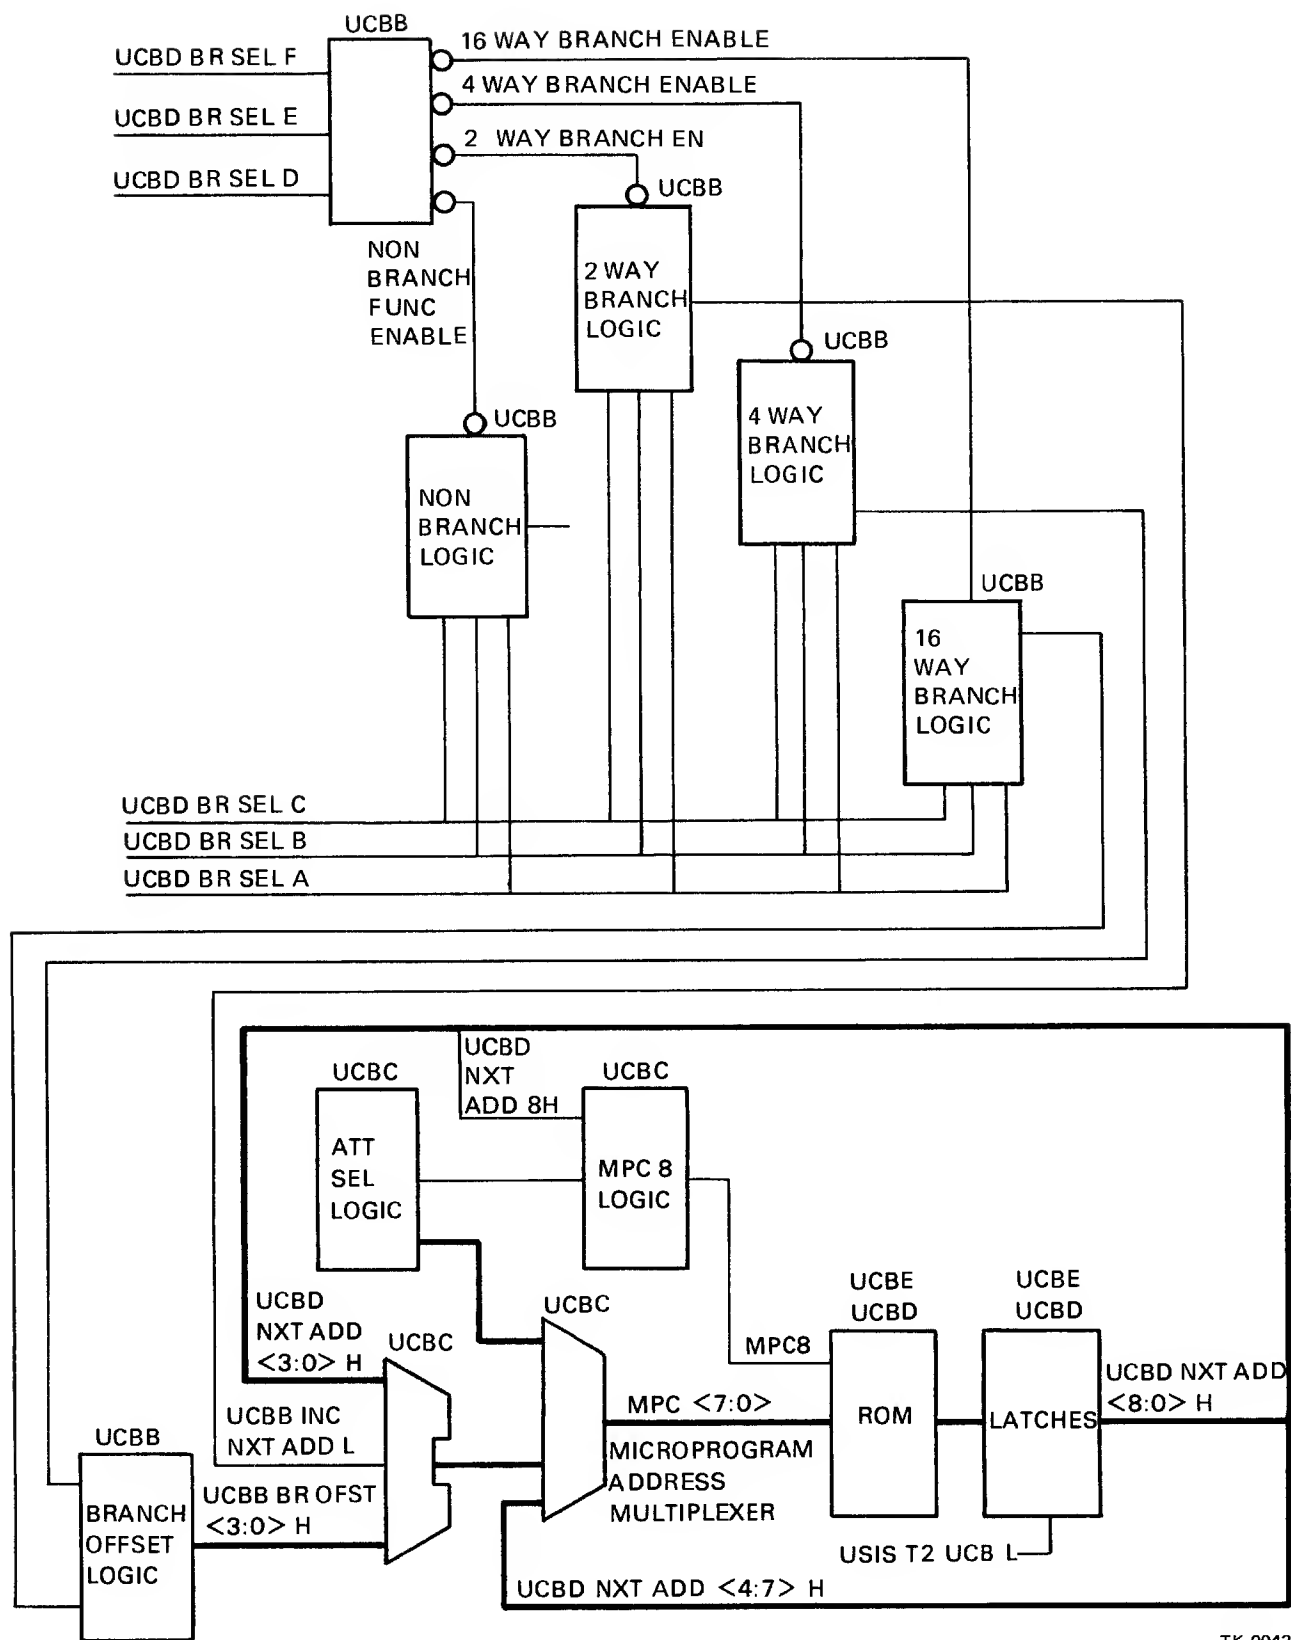 UCBB
16 WAY BRANCH ENABLE
UCBD BR SEL F
4 WAY BRANCH ENABLE
UCBD BR SEL E
2 WAY BRANCH EN
UCBD BR SEL D
UCBB
NON
BRANCH
FUNC
ENABLE
2 WAY
BRANCH
LOGIC
UCBB
4 WAY
BRANCH
LOGIC
UCBB
NON
BRANCH
LOGIC
UCBB
16
WAY
BRANCH
LOGIC
UCBD BR SEL C
UCBD BR SEL B
UCBD BR SEL A
UCBD
NXT
ADD 8H
UCBC
ATT
SEL
LOGIC
UCBC
MPC 8
LOGIC
UCBD
NXT ADD
<3:0> H
UCBC
UCBC
UCBE
UCBD
UCBE
UCBD
MPC8
UCBD NXT ADD
<8:0> H
UCBB INC
NXT ADD L
MPC <7:0>
ROM
LATCHES
MICROPROGRAM
ADDRESS
MULTIPLEXER
UCBB
UCBB BR OFST
<3:0> H
BRANCH
OFFSET
LOGIC
USIS T2 UCB L
UCBD NXT ADD <4:7> H